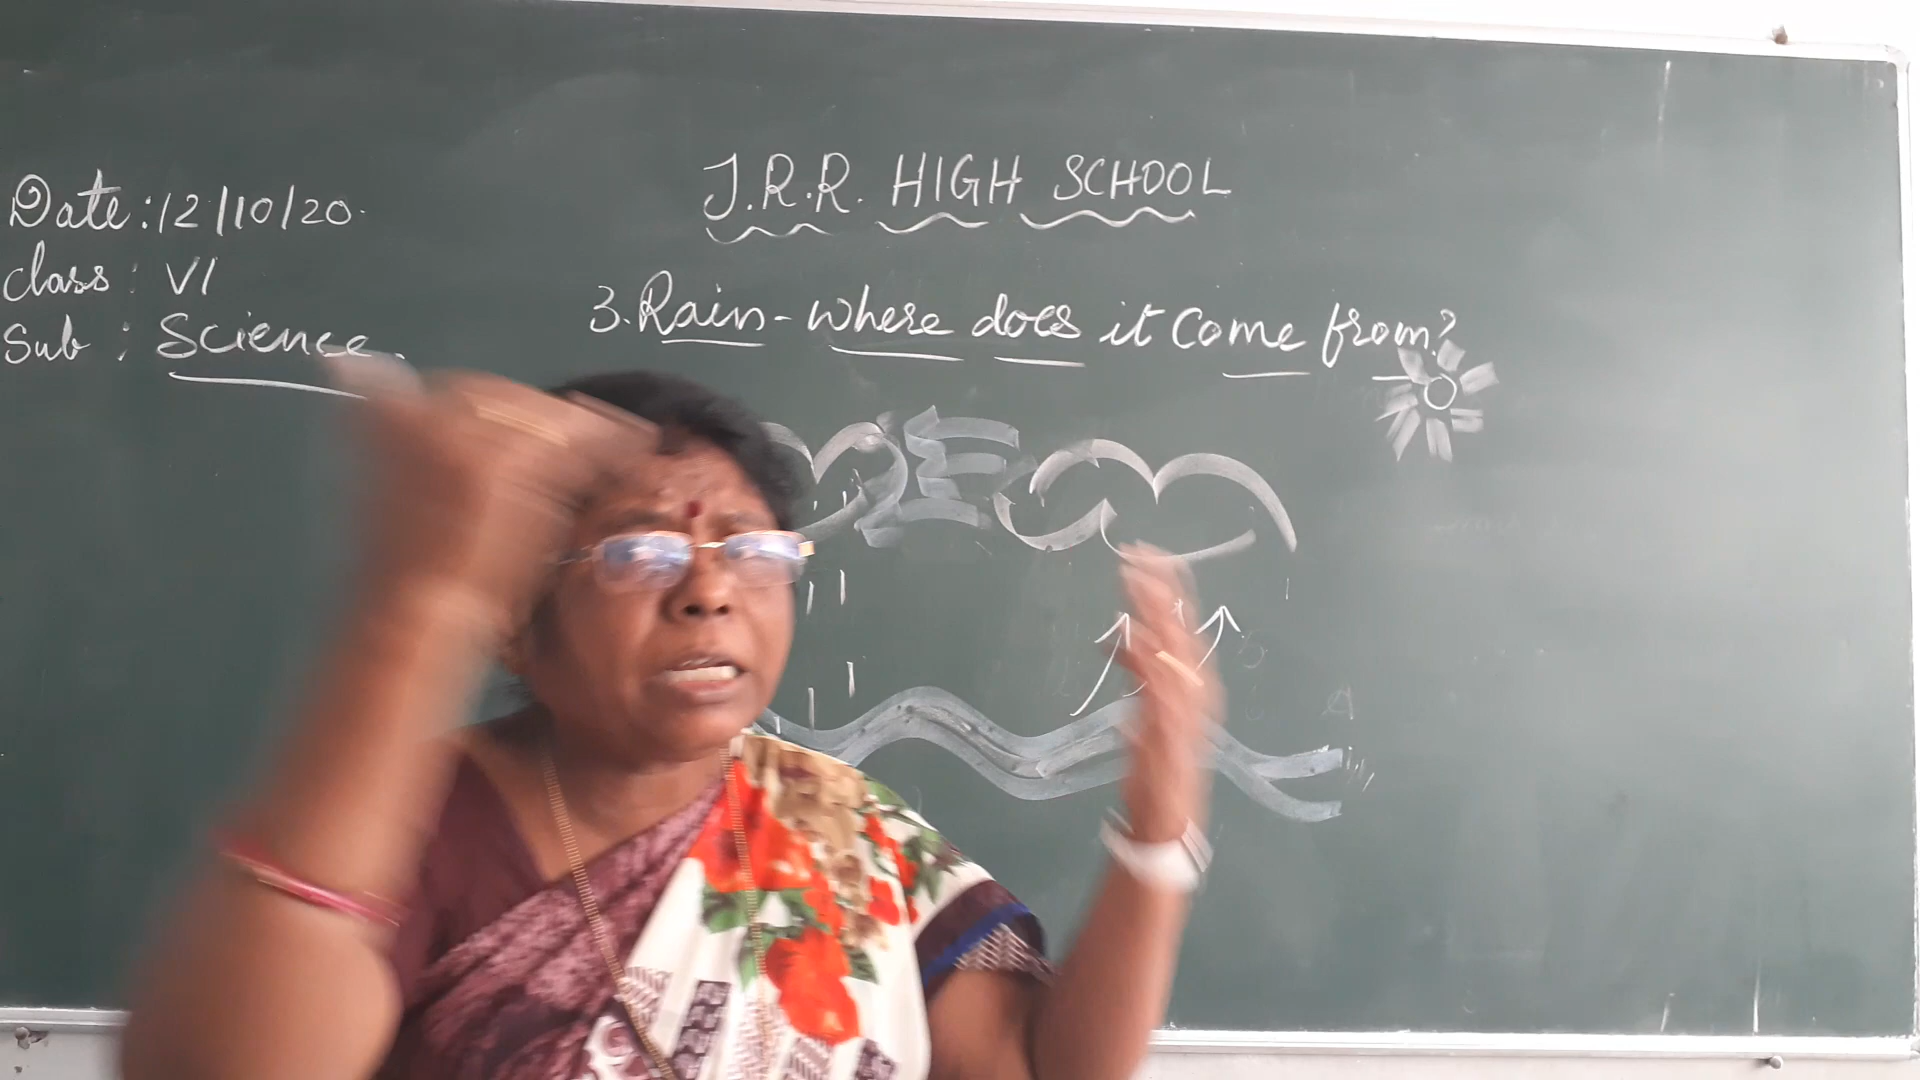 J.R.R. HIGH SCHOOL
Date: 12/10/20.
Class: VI
Sub : Science.
3. Rain - Where does it Come from?